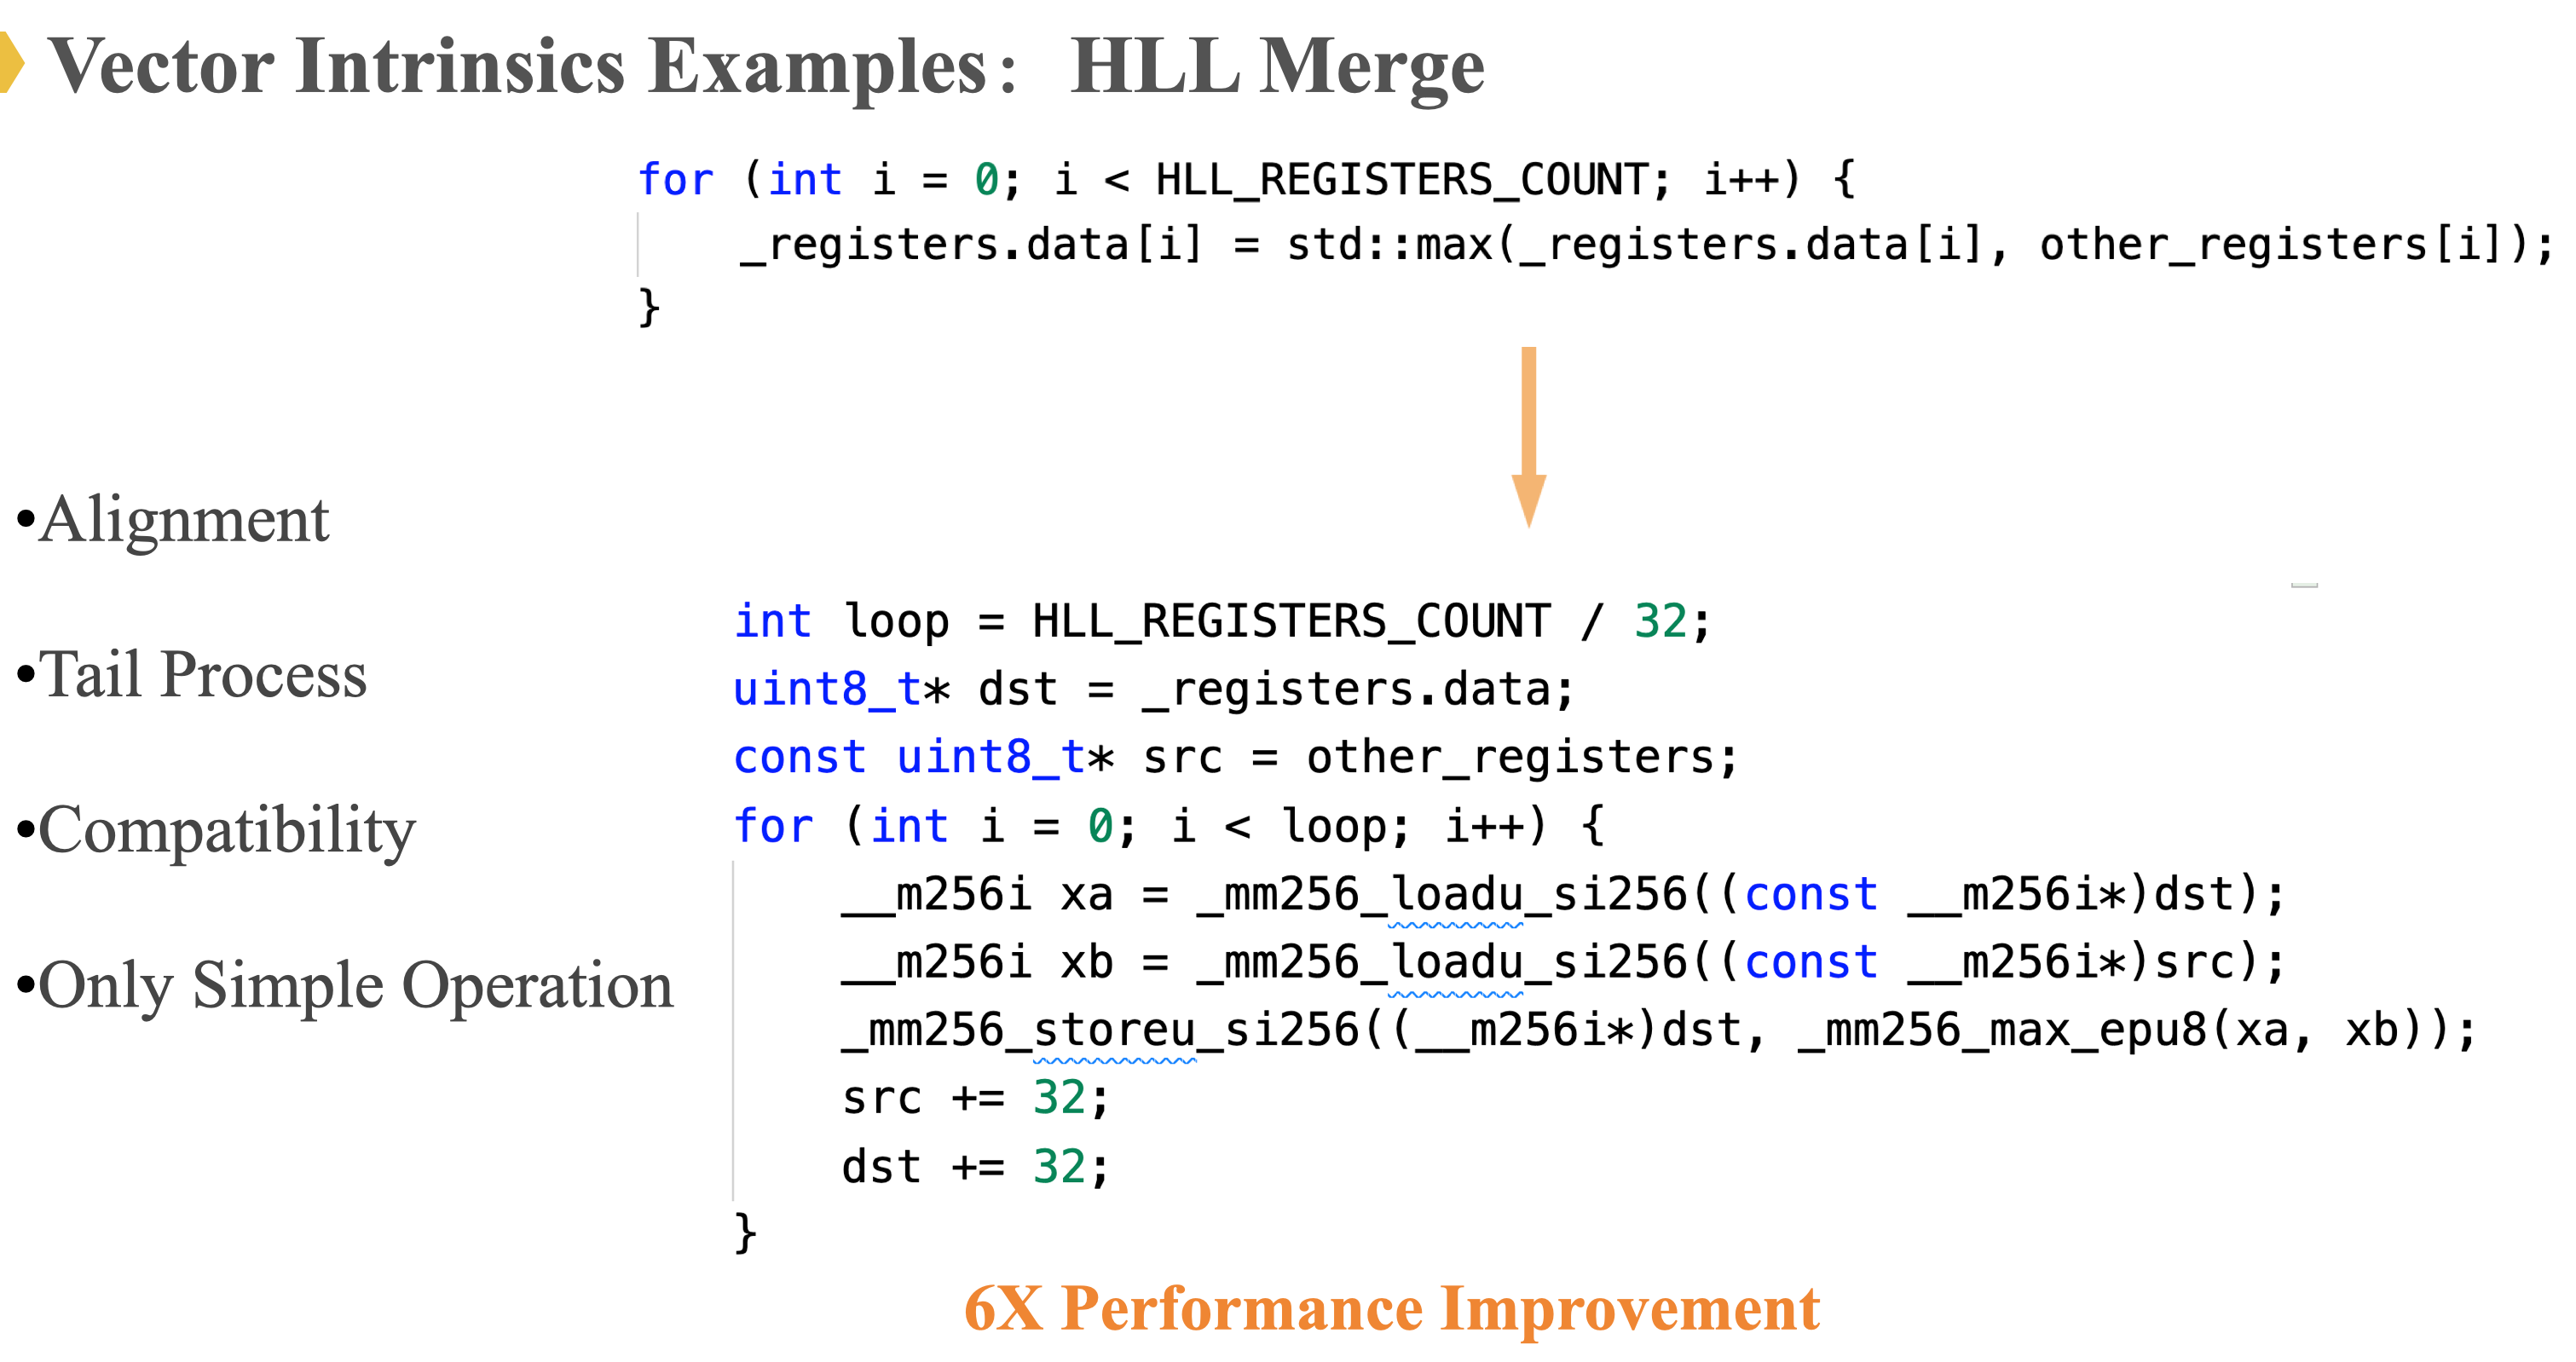 Vector Intrinsics Examples： HLL Merge
for (int i = 0; i < HLL_REGISTERS_COUNT; i++) {
    _registers.data[i] = std::max(_registers.data[i], other_registers[i]);
}
•Alignment
•Tail Process
•Compatibility
•Only Simple Operation
int loop = HLL_REGISTERS_COUNT / 32;
uint8_t* dst = _registers.data;
const uint8_t* src = other_registers;
for (int i = 0; i < loop; i++) {
    __m256i xa = _mm256_loadu_si256((const __m256i*)dst);
    __m256i xb = _mm256_loadu_si256((const __m256i*)src);
    _mm256_storeu_si256((__m256i*)dst, _mm256_max_epu8(xa, xb));
    src += 32;
    dst += 32;
}
6X Performance Improvement